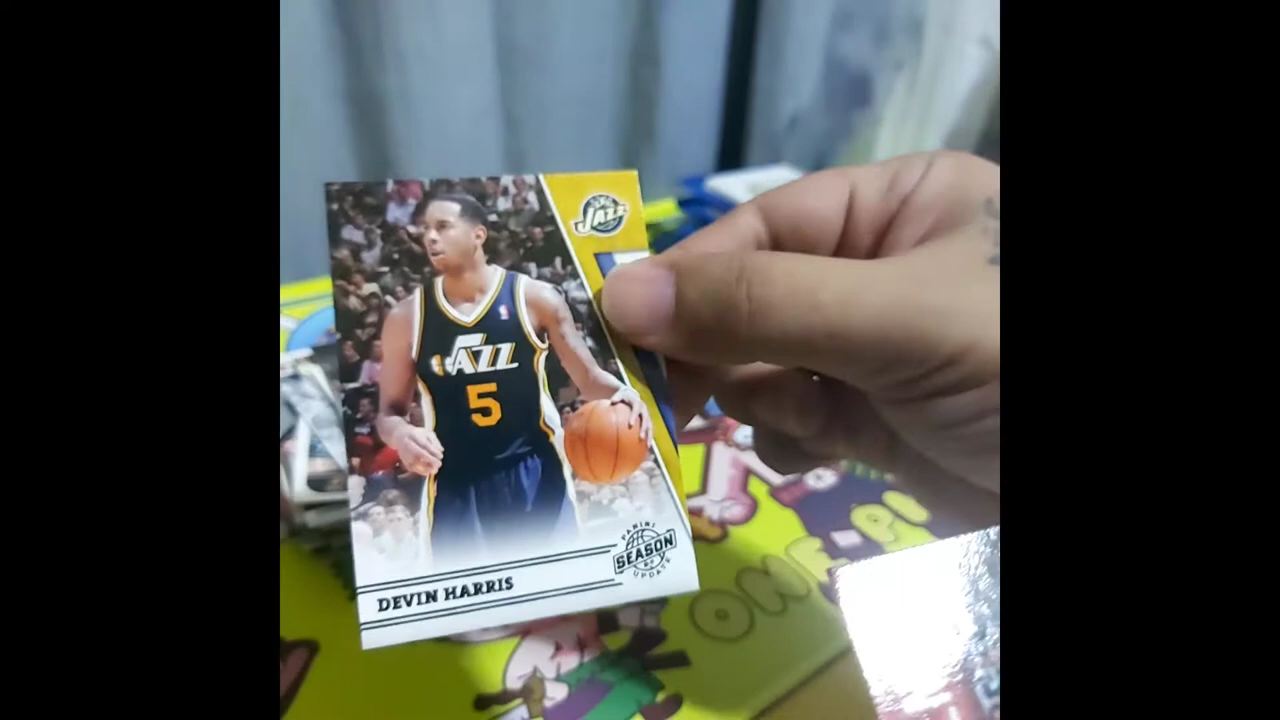 JAZZ
JAZZ
5
PANINI
SEASON
UPDATE
DEVIN HARRIS
ONE-PI